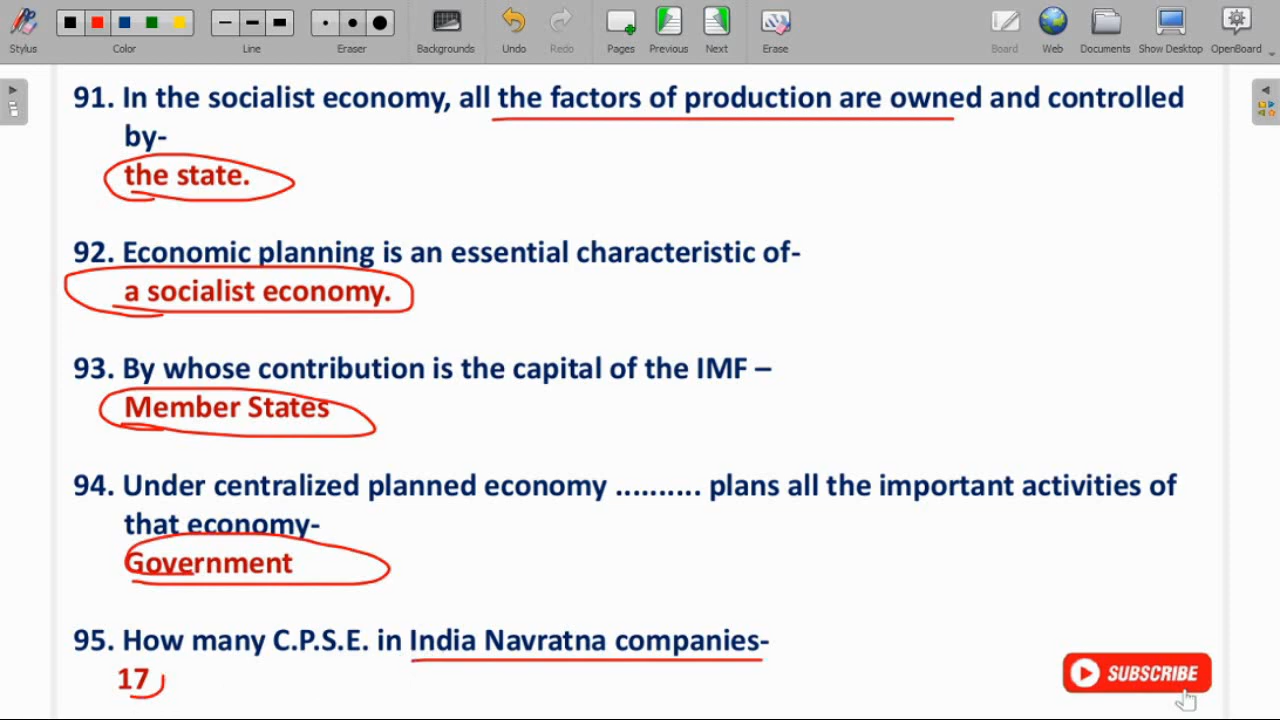 Stylus
Color
Line
Eraser
Backgrounds
Undo
Redo
Pages
Previous
Next
Erase
Board
Web
Documents
Show Desktop
OpenBoard
91. In the socialist economy, all the factors of production are owned and controlled
by-
the state.
92. Economic planning is an essential characteristic of-
a socialist economy.
93. By whose contribution is the capital of the IMF –
Member States
94. Under centralized planned economy .......... plans all the important activities of
that economy-
Government
95. How many C.P.S.E. in India Navratna companies-
17
SUBSCRIBE